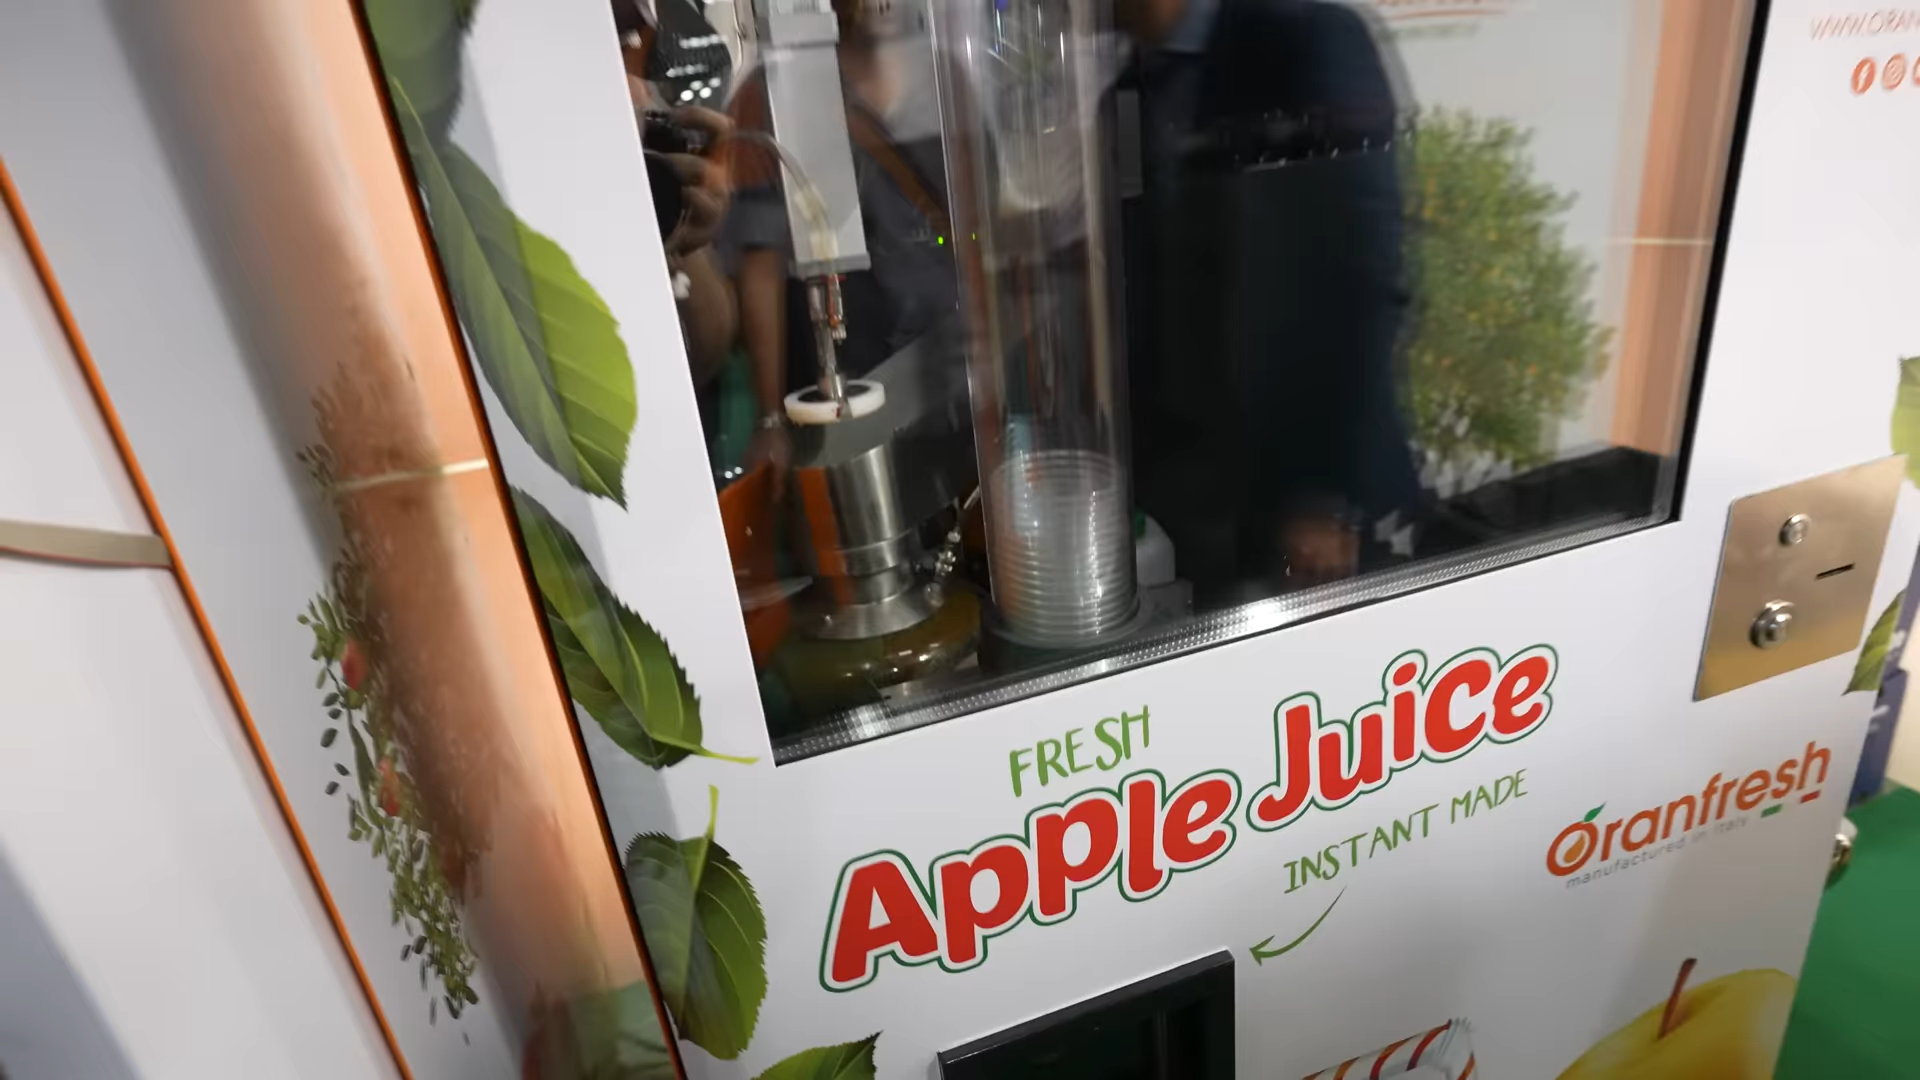 FRESH
Apple Juice
INSTANT MADE
Oranfresh
manufactured in Italy